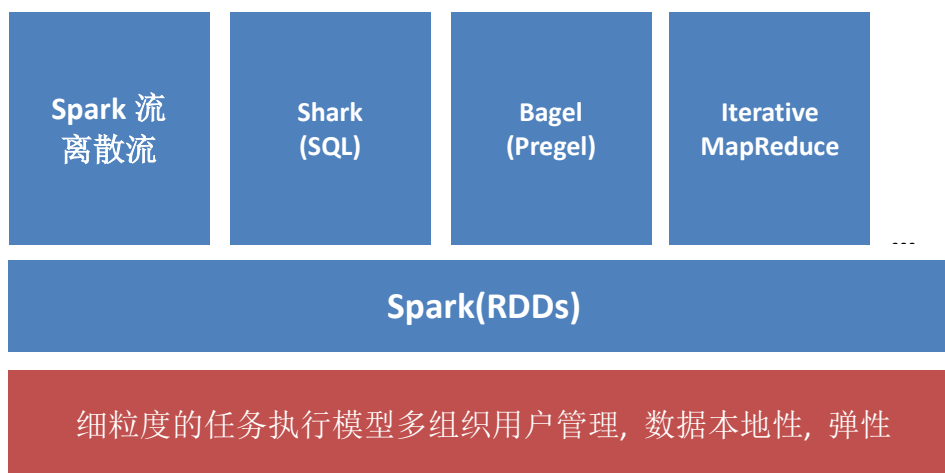 Spark 流
离散流
Shark
(SQL)
Bagel
(Pregel)
Iterative
MapReduce
...
Spark(RDDs)
细粒度的任务执行模型多组织用户管理, 数据本地性, 弹性